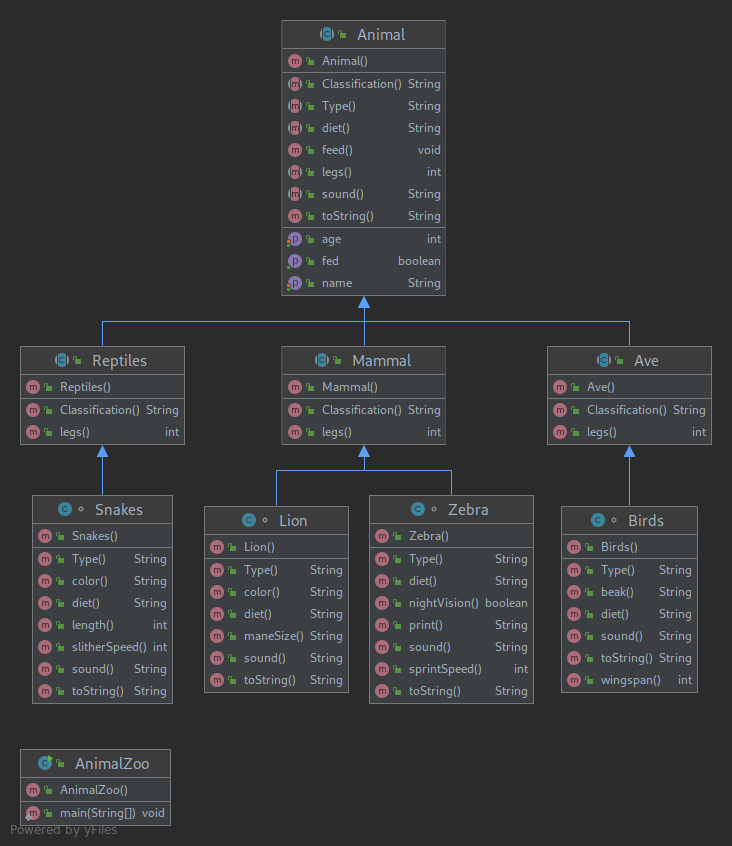 Animal
Animal()
Classification() String
Type() String
diet() String
feed() void
legs() int
sound() String
toString() String
age int
fed boolean
name String
Reptiles
Reptiles()
Classification() String
legs() int
Mammal
Mammal()
Classification() String
legs() int
Ave
Ave()
Classification() String
legs() int
Snakes
Snakes()
Type() String
color() String
diet() String
length() int
slitherSpeed() int
sound() String
toString() String
Lion
Lion()
Type() String
color() String
diet() String
maneSize() String
sound() String
toString() String
Zebra
Zebra()
Type() String
diet() String
nightVision() boolean
print() String
sound() String
sprintSpeed() int
toString() String
Birds
Birds()
Type() String
beak() String
diet() String
sound() String
toString() String
wingspan() int
AnimalZoo
AnimalZoo()
main(String[]) void
Powered by yFiles